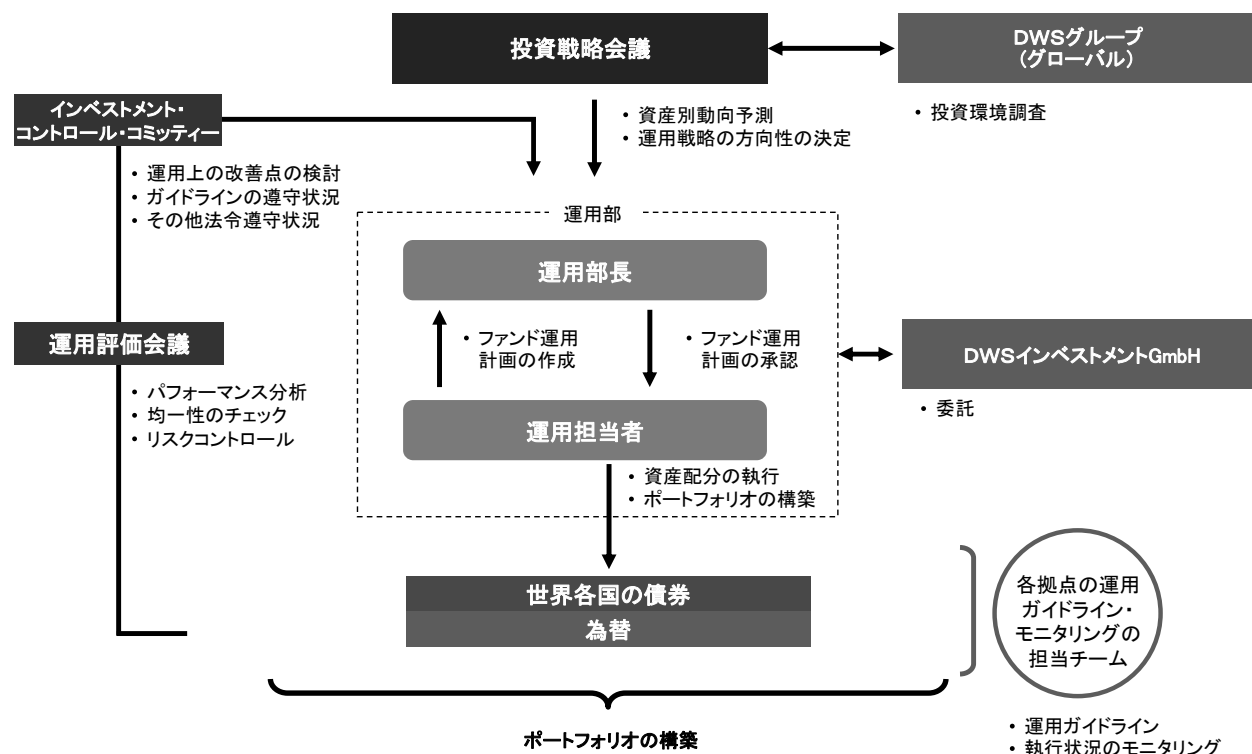 投資戦略会議
DWSグループ
(グローバル)
• 投資環境調査
インベストメント・
コントロール・コミッティー
• 資産別動向予測
• 運用戦略の方向性の決定
• 運用上の改善点の検討
• ガイドラインの遵守状況
• その他法令遵守状況
運用部
運用部長
• ファンド運用
計画の作成
• ファンド運用
計画の承認
運用評価会議
• パフォーマンス分析
• 均一性のチェック
• リスクコントロール
DWSインベストメントGmbH
• 委託
運用担当者
• 資産配分の執行
• ポートフォリオの構築
世界各国の債券
為替
各拠点の運用
ガイドライン・
モニタリングの
担当チーム
• 運用ガイドライン
• 執行状況のモニタリング
ポートフォリオの構築